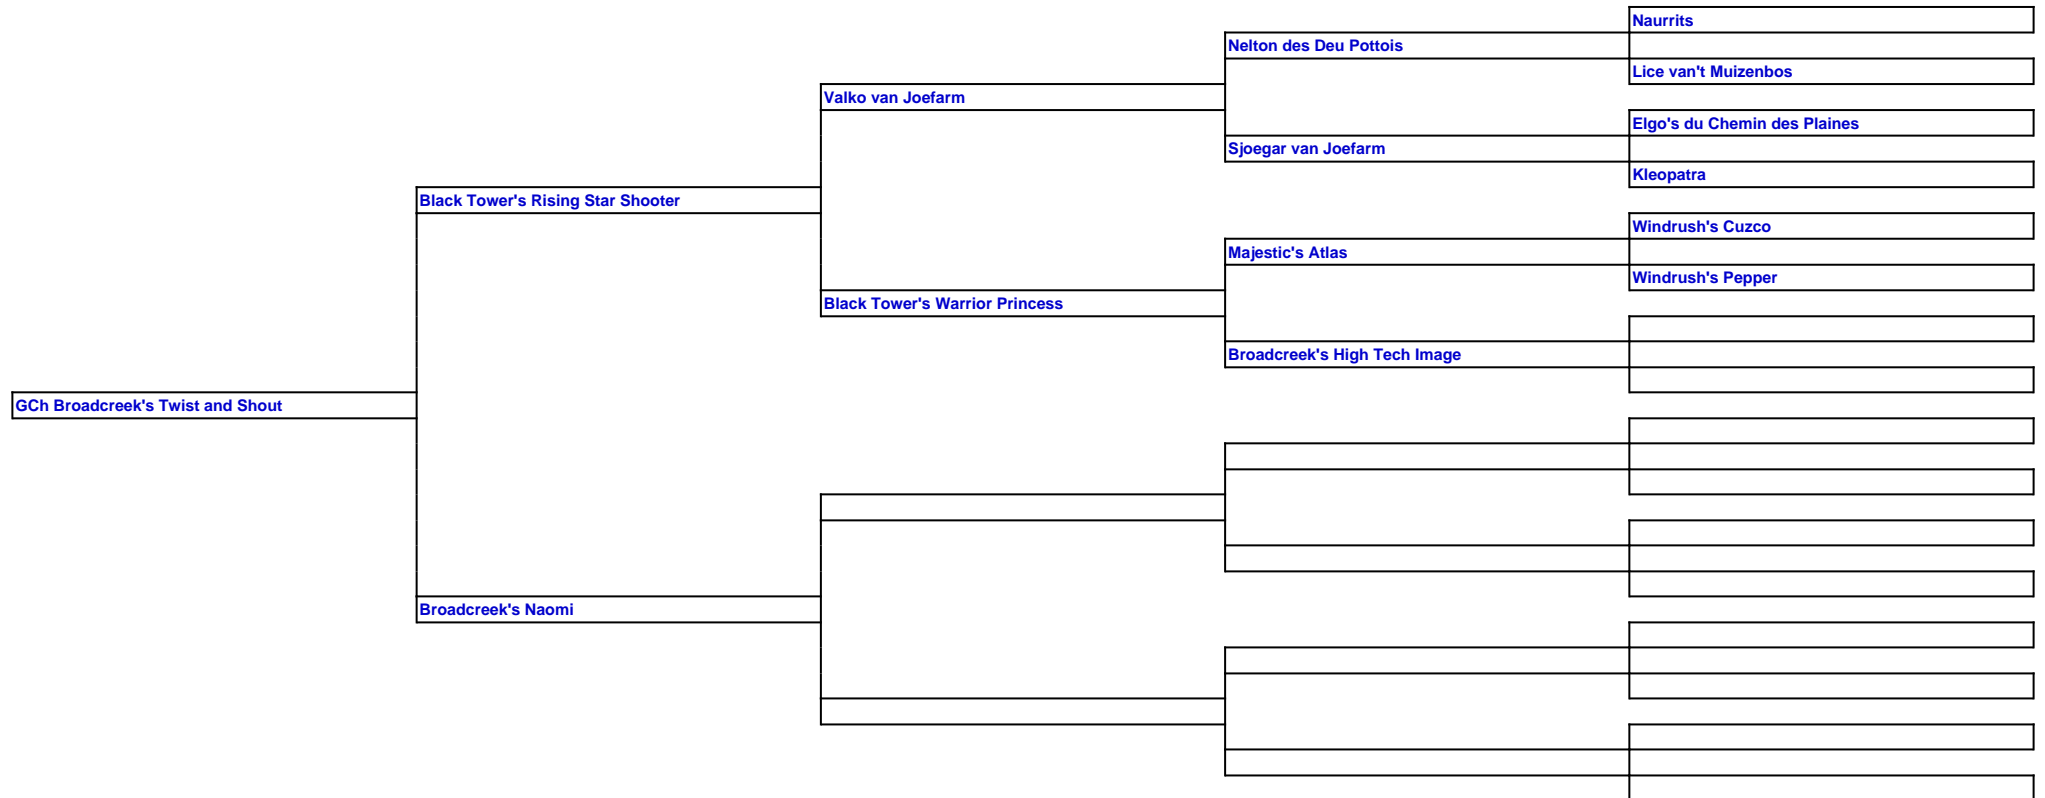 Naurrits
Nelton des Deu Pottois
Lice van't Muizenbos
Valko van Joefarm
Elgo's du Chemin des Plaines
Sjoegar van Joefarm
Kleopatra
Black Tower's Rising Star Shooter
Windrush's Cuzco
Majestic's Atlas
Windrush's Pepper
Black Tower's Warrior Princess
Broadcreek's High Tech Image
GCh Broadcreek's Twist and Shout
Broadcreek's Naomi